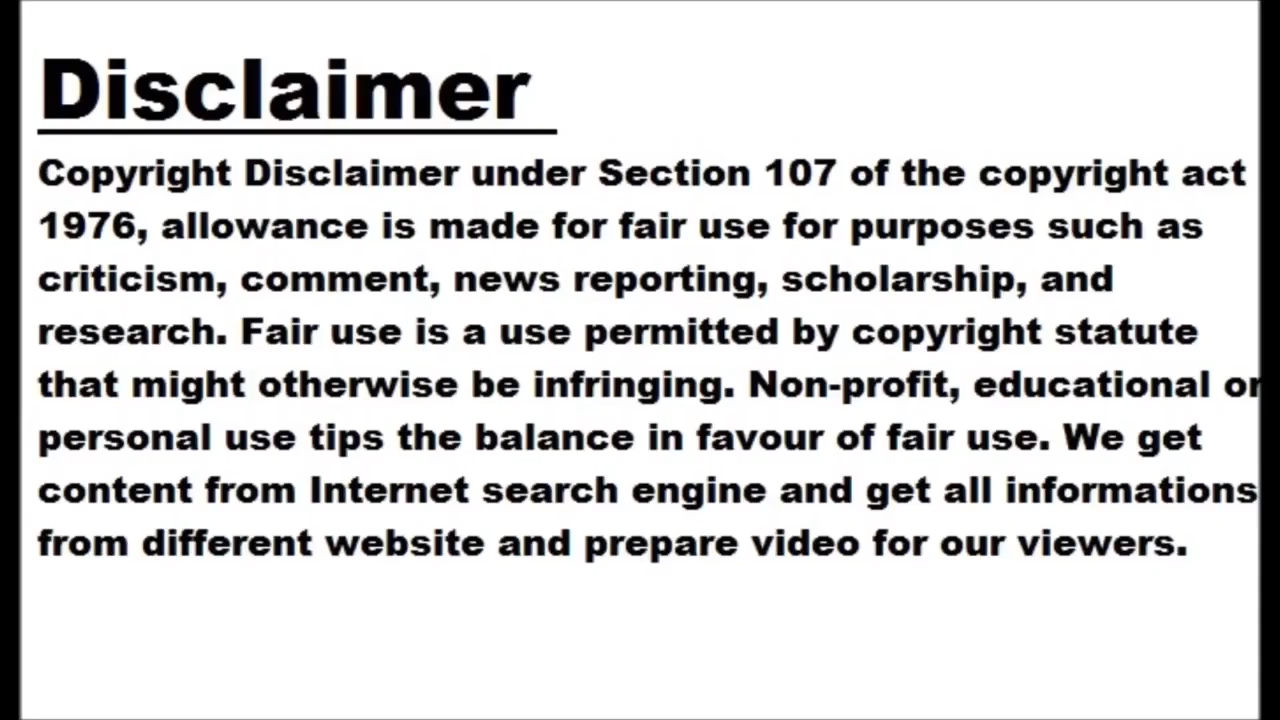 Disclaimer
Copyright Disclaimer under Section 107 of the copyright act
1976, allowance is made for fair use for purposes such as
criticism, comment, news reporting, scholarship, and
research. Fair use is a use permitted by copyright statute
that might otherwise be infringing. Non-profit, educational or
personal use tips the balance in favour of fair use. We get
content from Internet search engine and get all informations
from different website and prepare video for our viewers.